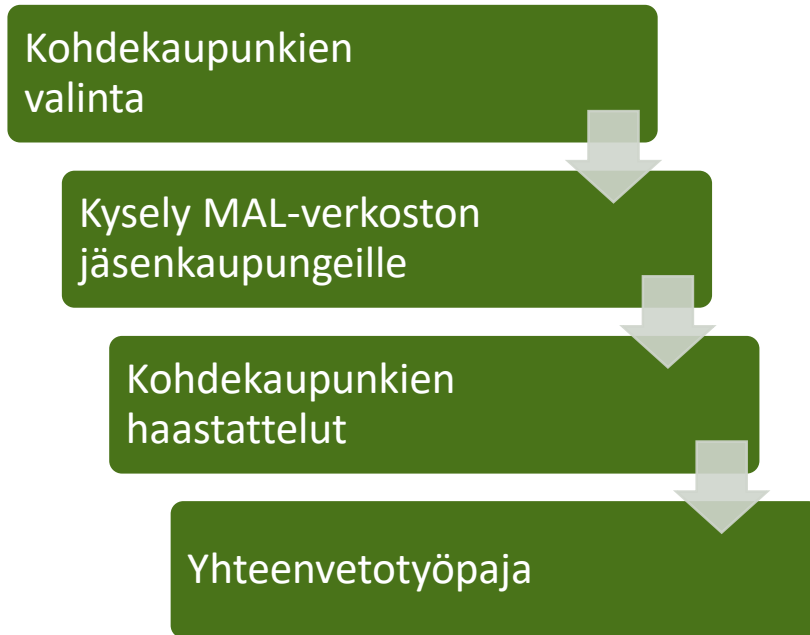 Kohdekaupunkien
valinta
Kysely MAL-verkoston
jäsenkaupungeille
Kohdekaupunkien
haastattelut
Yhteenvetotyöpaja